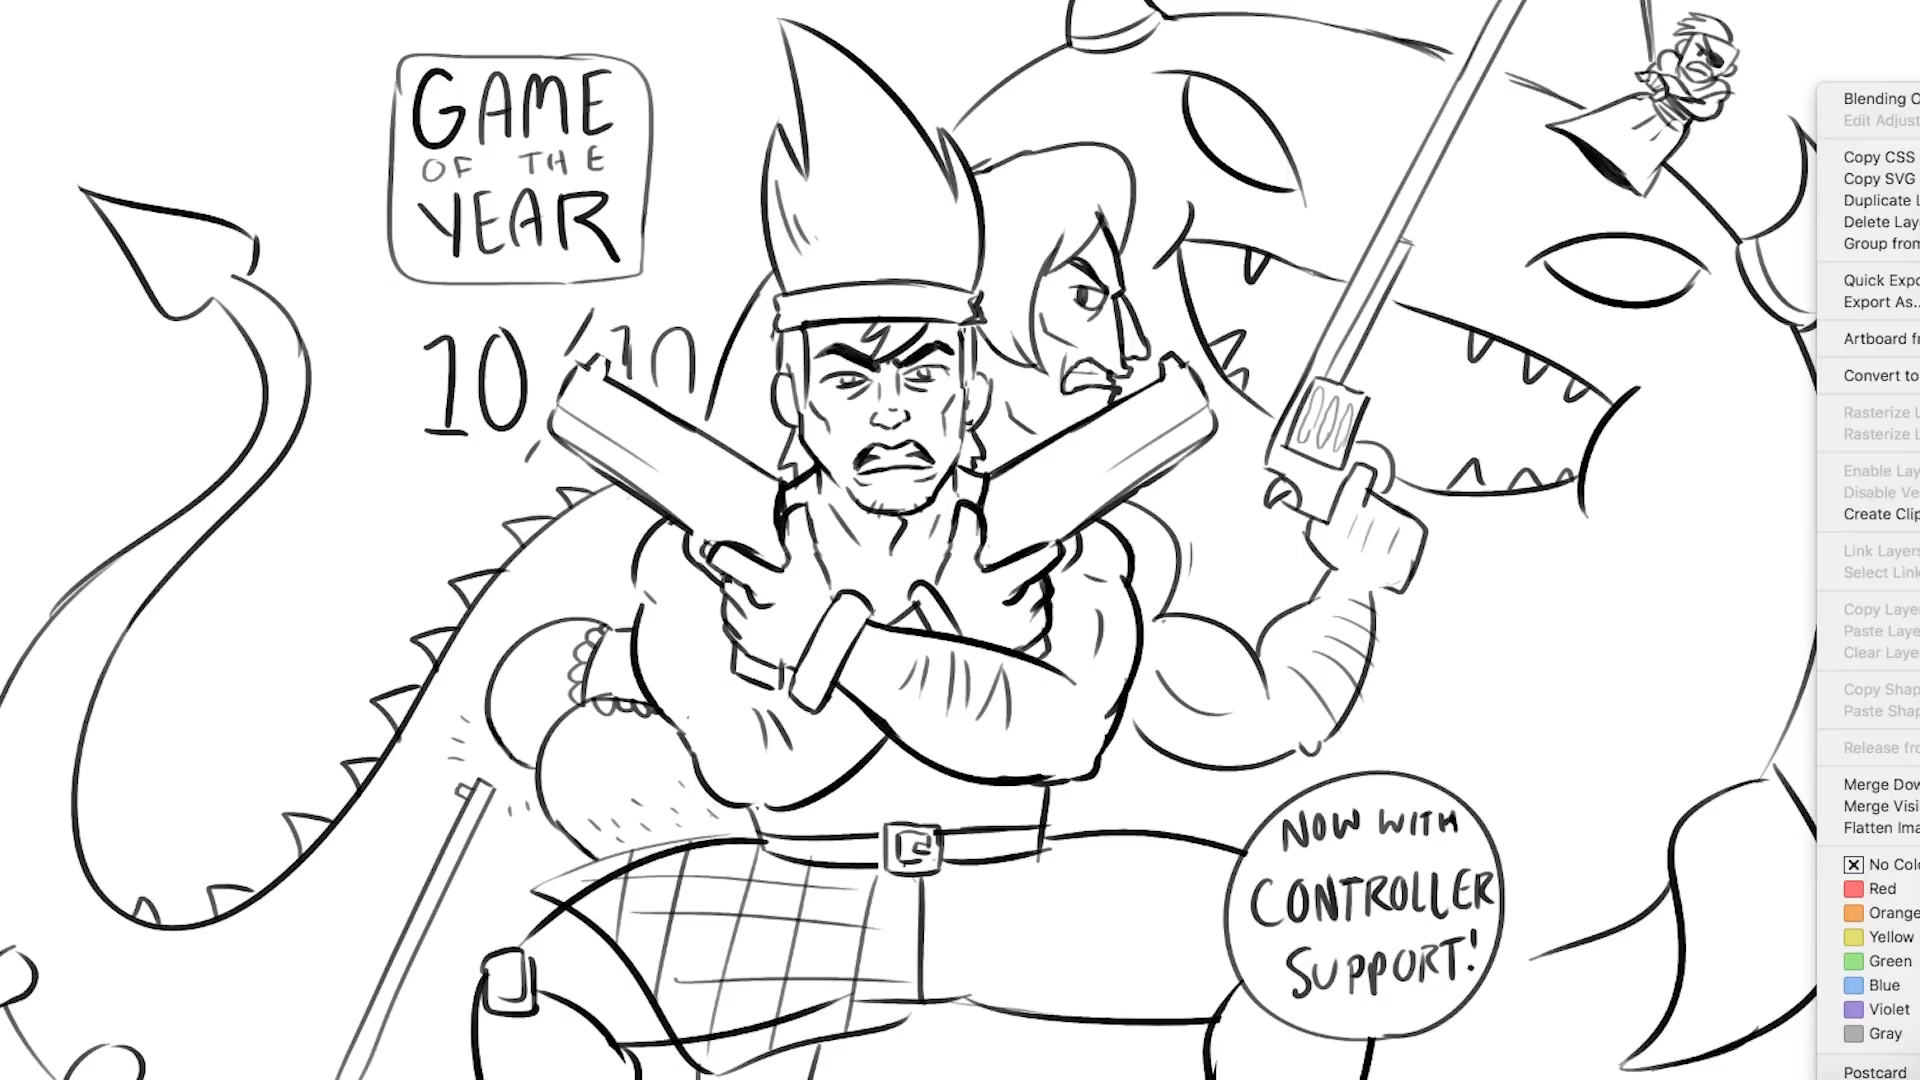 GAME
OF THE
YEAR
10/10
NOW WITH
CONTROLLER
SUPPORT!
Blending O
Edit Adjust
Copy CSS
Copy SVG
Duplicate L
Delete Laye
Group from
Quick Expo
Export As..
Artboard fr
Convert to
Rasterize L
Rasterize L
Enable Lay
Disable Ve
Create Clip
Link Layers
Select Link
Copy Layer
Paste Laye
Clear Laye
Copy Shap
Paste Shap
Release fro
Merge Dow
Merge Visi
Flatten Ima
No Colo
Red
Orange
Yellow
Green
Blue
Violet
Gray
Postcard